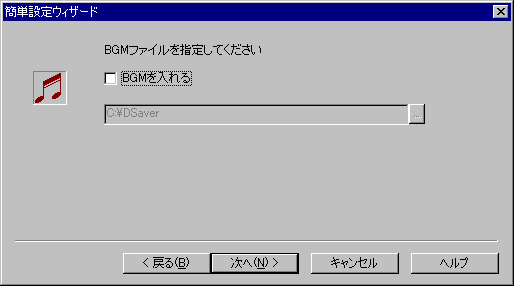 簡単設定ウィザード
BGMファイルを指定してください
BGMを入れる
C:¥DSaver
...
< 戻る(B)
次へ(N) >
キャンセル
ヘルプ